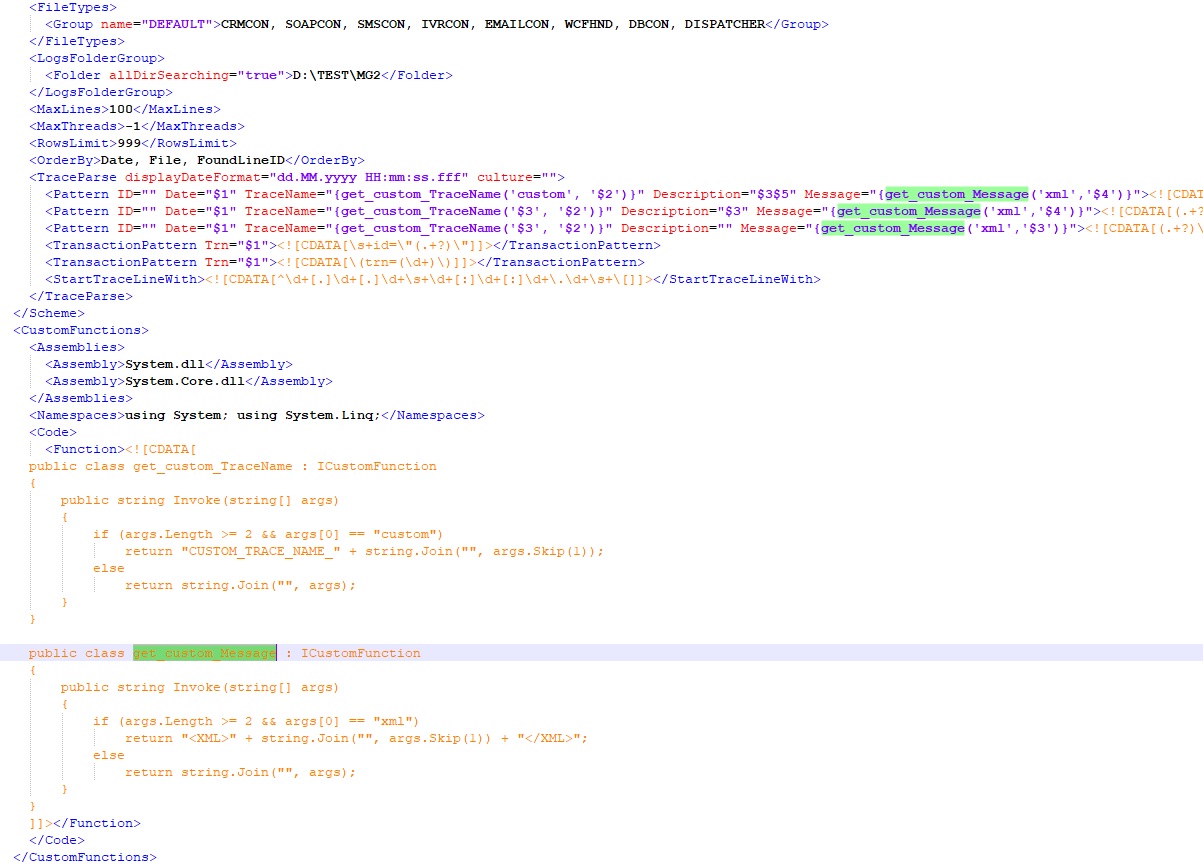 <FileTypes>
<Group name="DEFAULT">CRMCON, SOAPCON, SMSCON, IVRCON, EMAILCON, WCFHND, DBCON, DISPATCHER</Group>
</FileTypes>
<LogsFolderGroup>
<Folder allDirSearching="true">D:\TEST\MG2</Folder>
</LogsFolderGroup>
<MaxLines>100</MaxLines>
<MaxThreads>-1</MaxThreads>
<RowsLimit>999</RowsLimit>
<OrderBy>Date, File, FoundLineID</OrderBy>
<TraceParse displayDateFormat="dd.MM.yyyy HH:mm:ss.fff" culture="">
<Pattern ID="" Date="$1" TraceName="{get_custom_TraceName('custom', '$2')}" Description="$3$5" Message="{get_custom_Message('xml','$4')}"><![CDAT
<Pattern ID="" Date="$1" TraceName="{get_custom_TraceName('$3', '$2')}" Description="$3" Message="{get_custom_Message('xml','$4')}"><![CDATA[(.+?
<Pattern ID="" Date="$1" TraceName="{get_custom_TraceName('$3', '$2')}" Description="" Message="{get_custom_Message('xml','$3')}"><![CDATA[(.+?)\
<TransactionPattern Trn="$1"><![CDATA[\s+id=\"(.+?)\"]]></TransactionPattern>
<TransactionPattern Trn="$1"><![CDATA[\(trn=(\d+)\)]]></TransactionPattern>
<StartTraceLineWith><![CDATA[^\d+[.]\d+[.]\d+\s+\d+[:]\d+[:]\d+\.\d+\s+\[]]></StartTraceLineWith>
</TraceParse>
</Scheme>
<CustomFunctions>
<Assemblies>
<Assembly>System.dll</Assembly>
<Assembly>System.Core.dll</Assembly>
</Assemblies>
<Namespaces>using System; using System.Linq;</Namespaces>
<Code>
<Function><![CDATA[
public class get_custom_TraceName : ICustomFunction
{
public string Invoke(string[] args)
{
if (args.Length >= 2 && args[0] == "custom")
return "CUSTOM_TRACE_NAME_" + string.Join("", args.Skip(1));
else
return string.Join("", args);
}
}
public class get_custom_Message : ICustomFunction
{
public string Invoke(string[] args)
{
if (args.Length >= 2 && args[0] == "xml")
return "<XML>" + string.Join("", args.Skip(1)) + "</XML>";
else
return string.Join("", args);
}
}
]]></Function>
</Code>
</CustomFunctions>